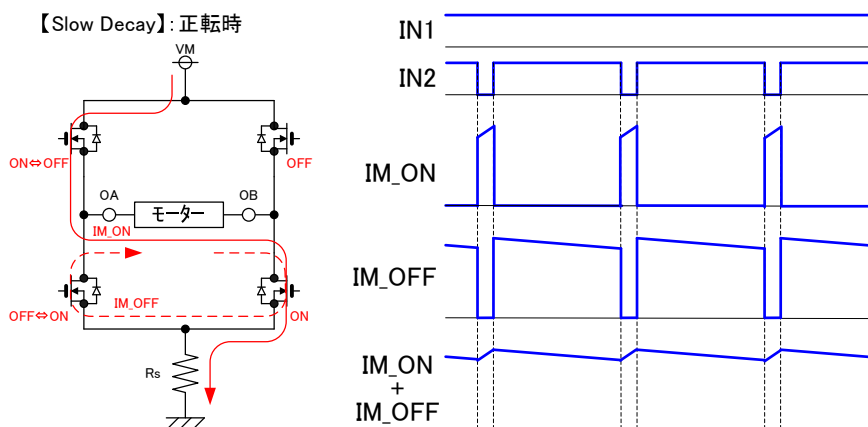 【Slow Decay】: 正転時
VM
ON⇔OFF
OFF
OA
OB
モーター
IM_ON
IM_OFF
OFF⇔ON
ON
Rs
IN1
IN2
IM_ON
IM_OFF
IM_ON
+
IM_OFF